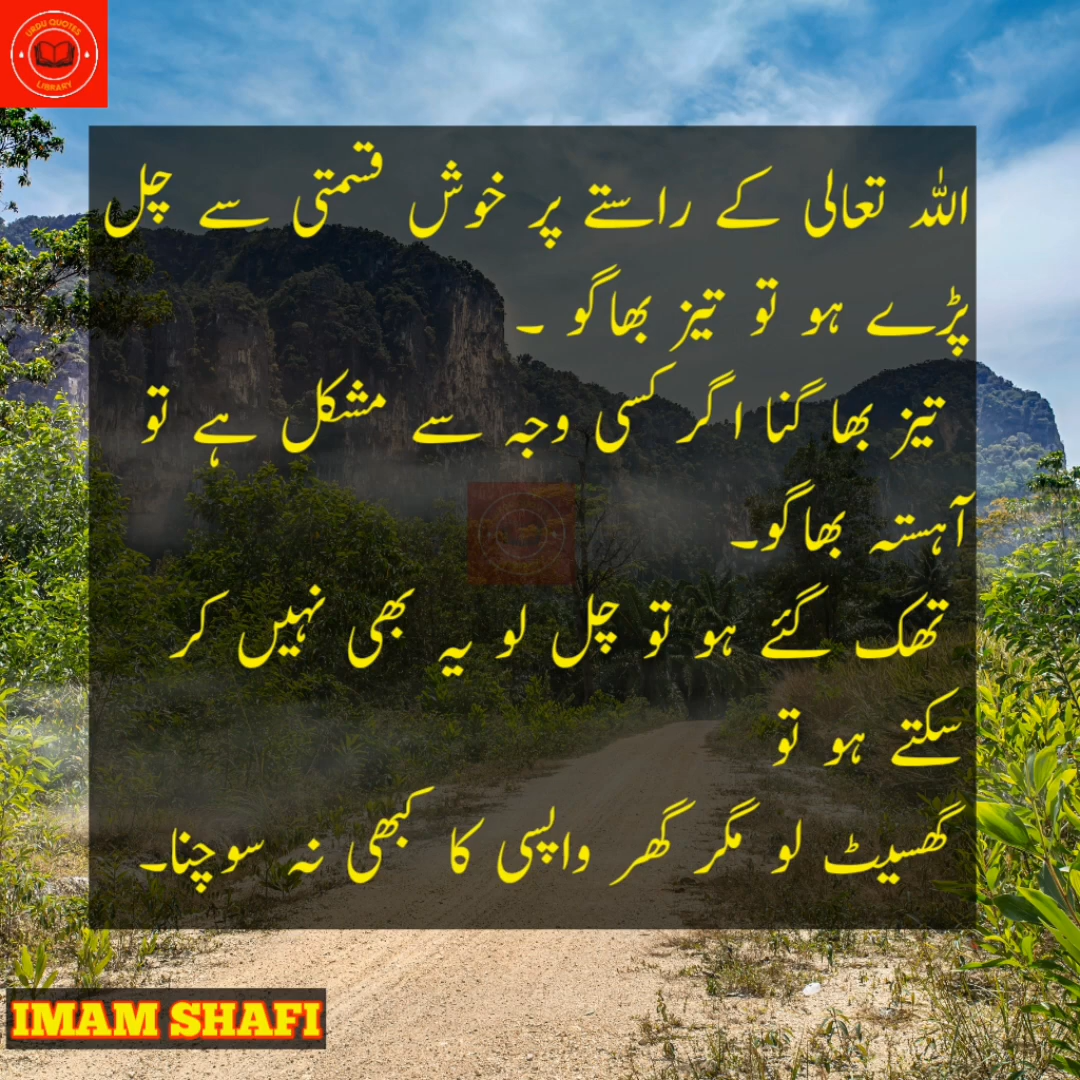 URDU QUOTES
LIBRARY
اللہ تعالی کے راستے پر خوش قسمتی سے چل
پڑے ہو تو تیز بھاگو ۔
تیز بھا گنا اگر کسی وجہ سے مشکل ہے تو
آہستہ بھاگو۔
تھک گئے ہو تو چل لو یہ بھی نہیں کر
سکتے ہو تو
گھسیٹ لو مگر گھر واپسی کا کبھی نہ سوچنا۔
IMAM SHAFI